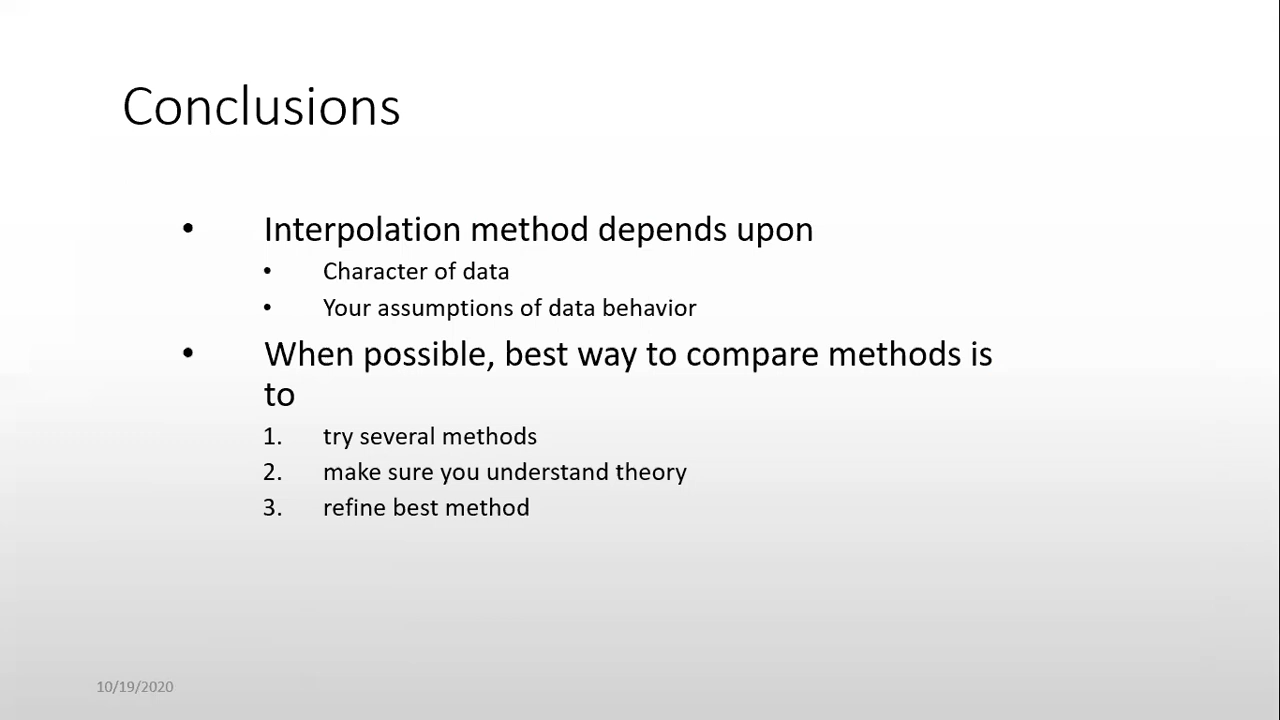 Conclusions
• Interpolation method depends upon
• Character of data
• Your assumptions of data behavior
• When possible, best way to compare methods is
to
1. try several methods
2. make sure you understand theory
3. refine best method
10/19/2020